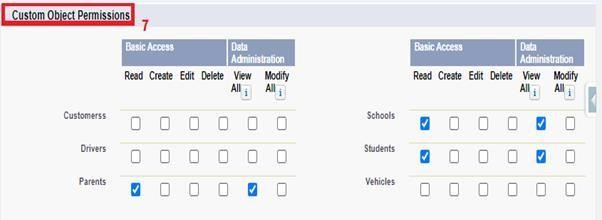 Custom Object Permissions
7
Basic Access Data Administration
Read Create Edit Delete View All i Modify All i
Customerss
Drivers
Parents
Basic Access Data Administration
Read Create Edit Delete View All i Modify All i
Schools
Students
Vehicles